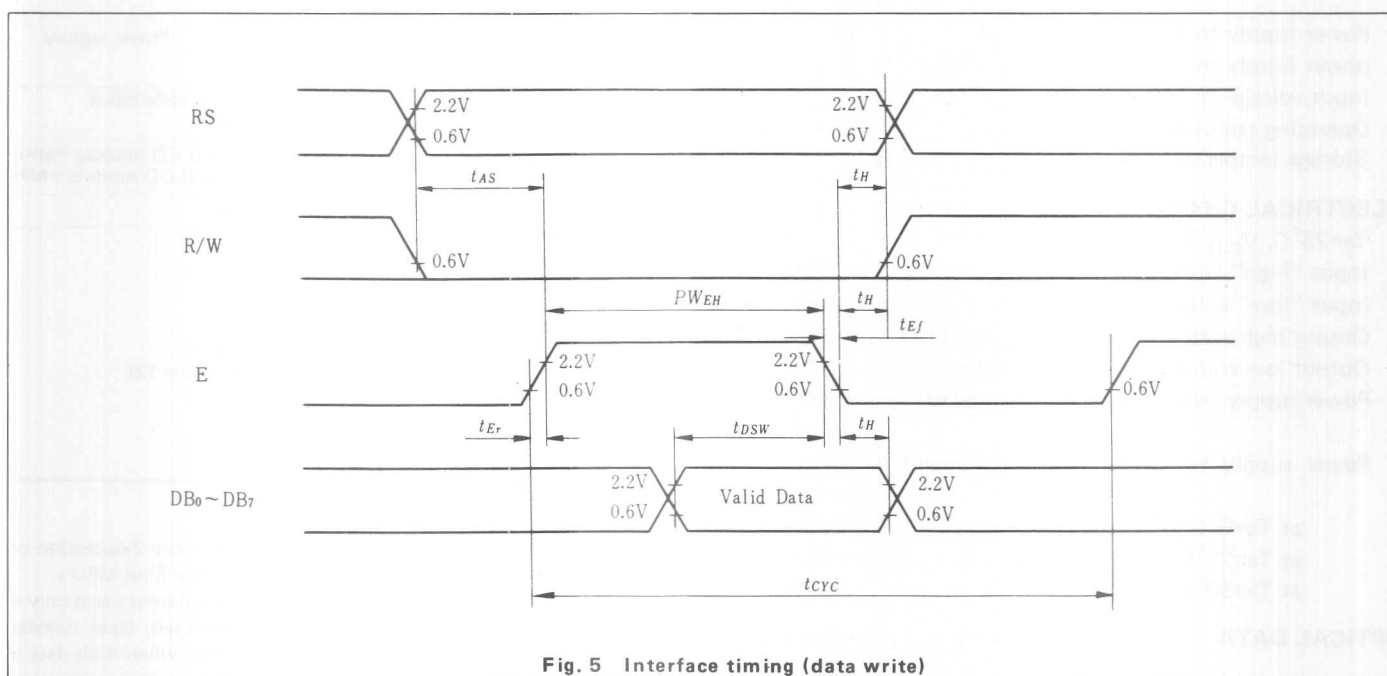 RS
2.2V
2.2V
0.6V
0.6V
tAS
tH
R/W
0.6V
0.6V
PWEH
tH
tEf
E
2.2V
2.2V
0.6V
0.6V
0.6V
tEr
tDSW
tH
DB0~DB7
2.2V
Valid Data
2.2V
0.6V
0.6V
tCYC
Fig. 5 Interface timing (data write)